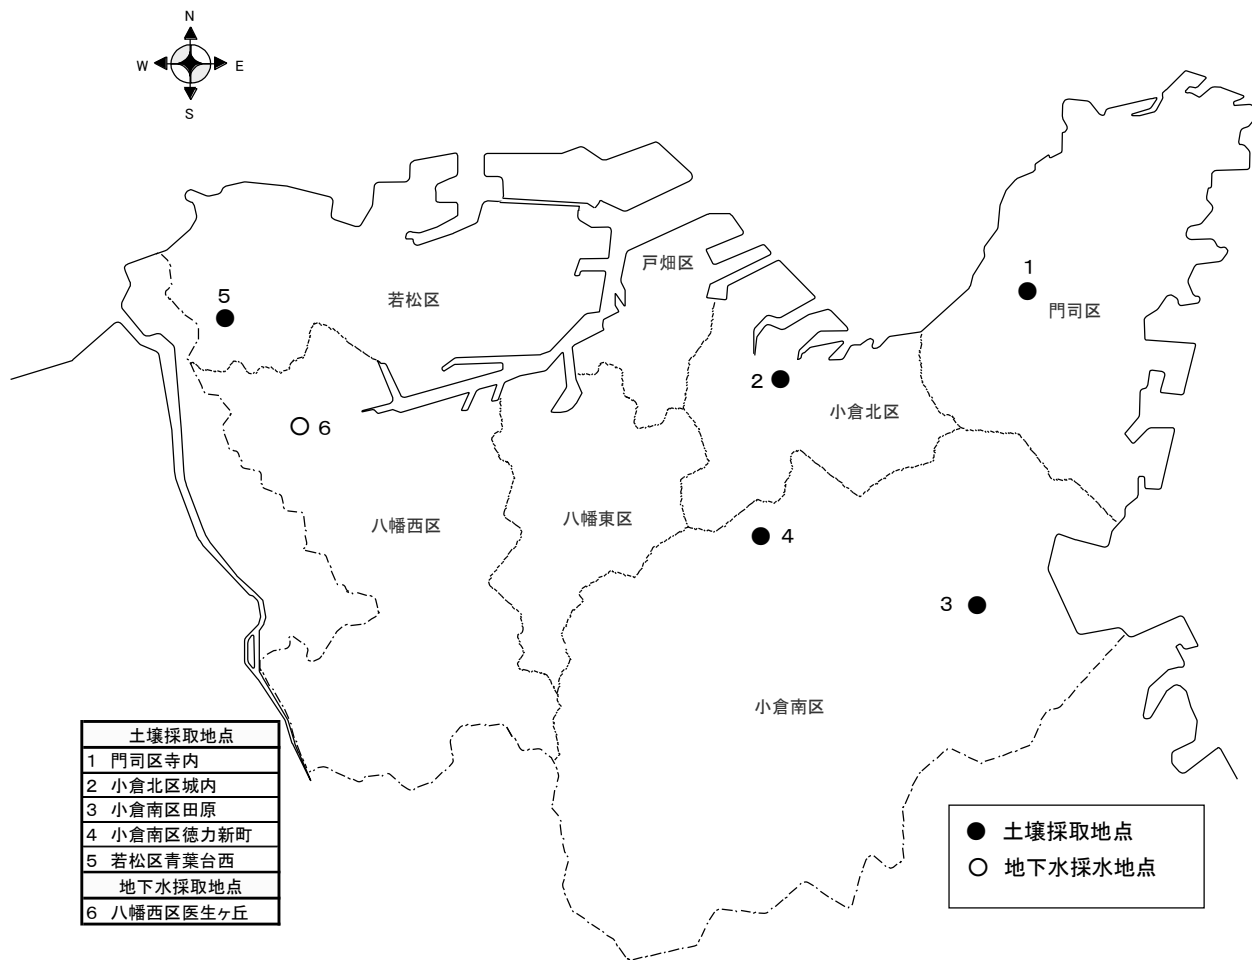 N
W
E
S
戸畑区
若松区
5
1
門司区
2
小倉北区
6
八幡西区
八幡東区
4
3
小倉南区
土壌採取地点
1 門司区寺内
2 小倉北区城内
3 小倉南区田原
4 小倉南区徳力新町
5 若松区青葉台西
地下水採取地点
6 八幡西区医生ヶ丘
● 土壌採取地点
○ 地下水採水地点